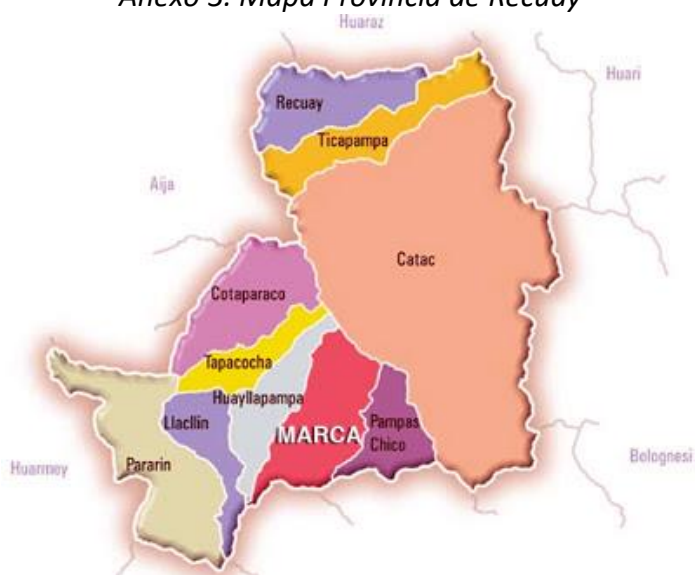 Anexo 3. Mapa Provincia de Recuay
Huaraz
Huari
Recuay
Ticapampa
Aija
Catac
Cotaparaco
Tapacocha
Huayllapampa
Llacllin
MARCA
Pampas
Chico
Pararin
Huarmey
Bolognesi